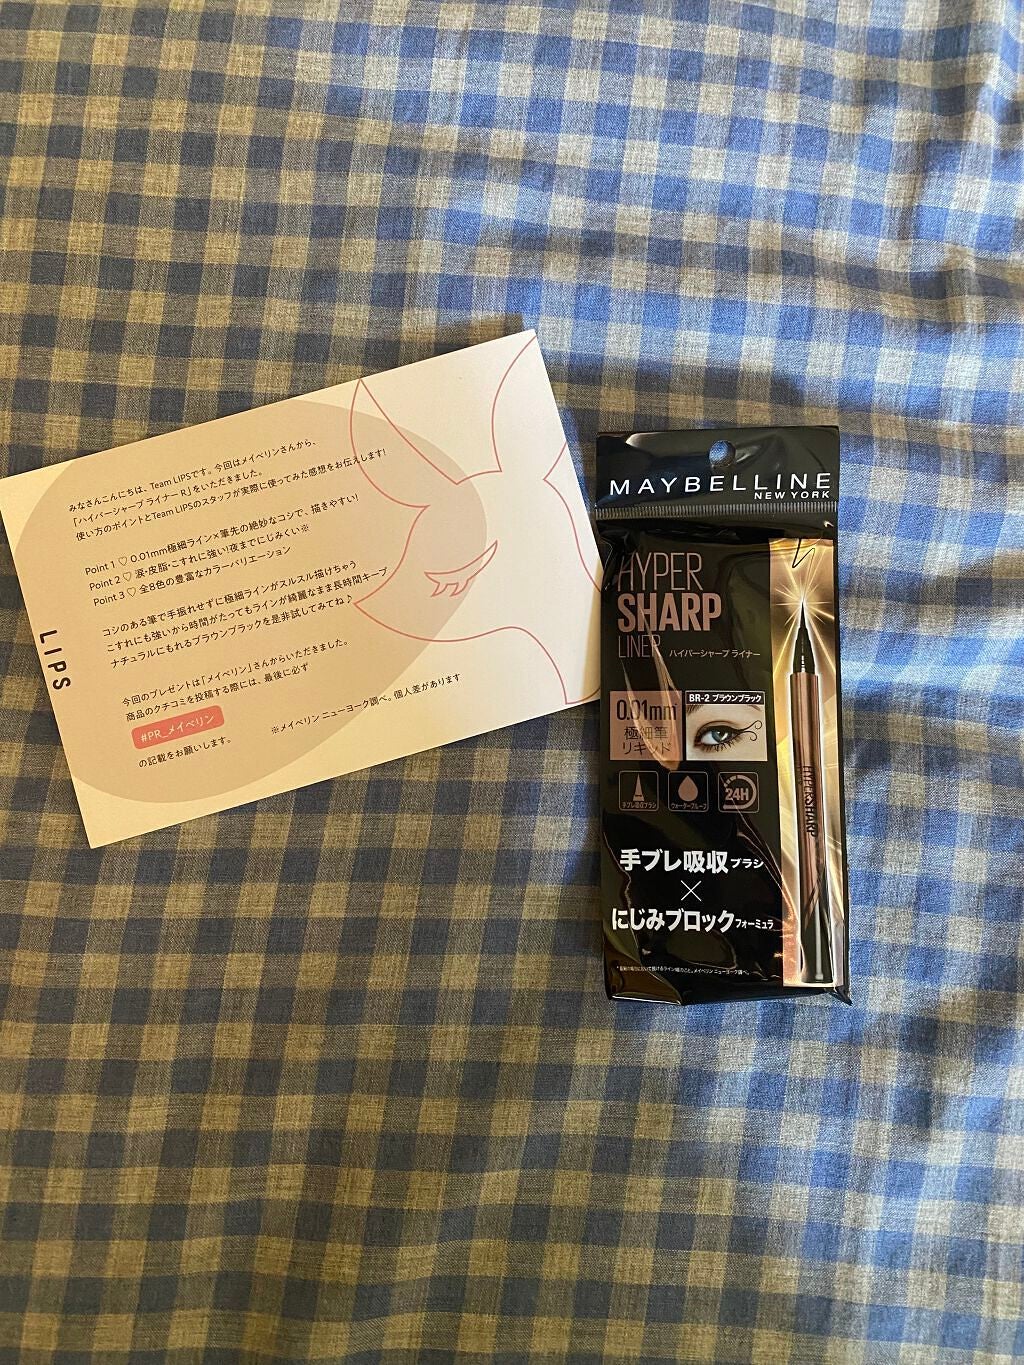 みなさんこんにちは、Team LIPSです。今回はメイベリンさんから、
「ハイパーシャープ ライナー R」をいただきました。
使い方のポイントとTeam LIPSのスタッフが実際に使ってみた感想をお伝えします!
Point 1 ♡ 0.01mm極細ライン×筆先の絶妙なコシで、描きやすい!
Point 2 ♡ 涙・皮脂・こすれに強い!夜までにじみくい※
Point 3 ♡ 全8色の豊富なカラーバリエーション
コシのある筆で手振れせずに極細ラインがスルスル描けちゃう
こすれにも強いから時間がたってもラインが綺麗なまま長時間キープ
ナチュラルにもれるブラウンブラックを是非試してみてね♪
今回のプレゼントは「メイベリン」さんからいただきました。
商品のクチコミを投稿する際には、最後に必ず
#PR_メイベリン
の記載をお願いします。
※メイベリン ニューヨーク調べ。個人差があります
LIPS
MAYBELLINE
NEW YORK
HYPER
SHARP
LINER
ハイパーシャープ ライナー
0.01mm*
極細筆
リキッド
BR-2 ブラウンブラック
手ブレ吸収ブラシ
ウォータープルーフ
24H
手ブレ吸収ブラシ
×
にじみブロックフォーミュラ
HYPER SHARP